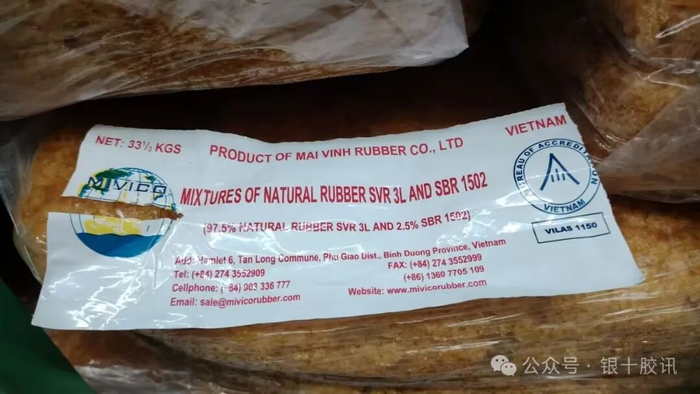 NET: 33⅓ KGS
VIETNAM
PRODUCT OF MAI VINH RUBBER CO., LTD
MIVICO
MIXTURES OF NATURAL RUBBER SVR 3L AND SBR 1502
(97.5% NATURAL RUBBER SVR 3L AND 2.5% SBR 1502)
BUREAU OF ACCREDITATION
VIETNAM
VILAS 1150
Add: Hamlet 6, Tan Long Commune, Phu Giao Dist., Binh Duong Province, Vietnam
Tel: (+84) 274 3552909
FAX: (+84) 274 3552999
Cellphone: (+84) 903 336 777
(+86) 1360 7705 109
Email: sale@mivicorubber.com
Website: www.mivicorubber.com
公众号·银十胶讯